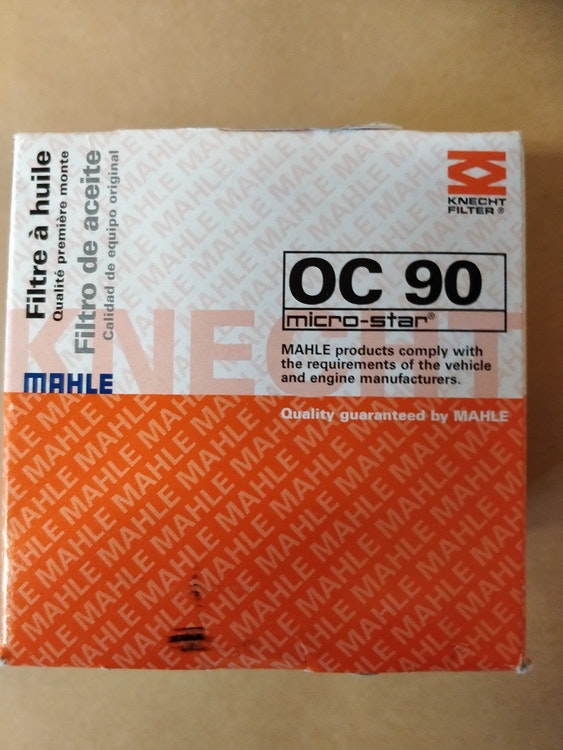 Filtre à huile
Qualité première monte
Filtro de aceite
Calidad de equipo original
MAHLE
KNECHT
FILTER®
OC 90
micro-star®
MAHLE products comply with
the requirements of the vehicle
and engine manufacturers.
Quality guaranteed by MAHLE
KNECHT